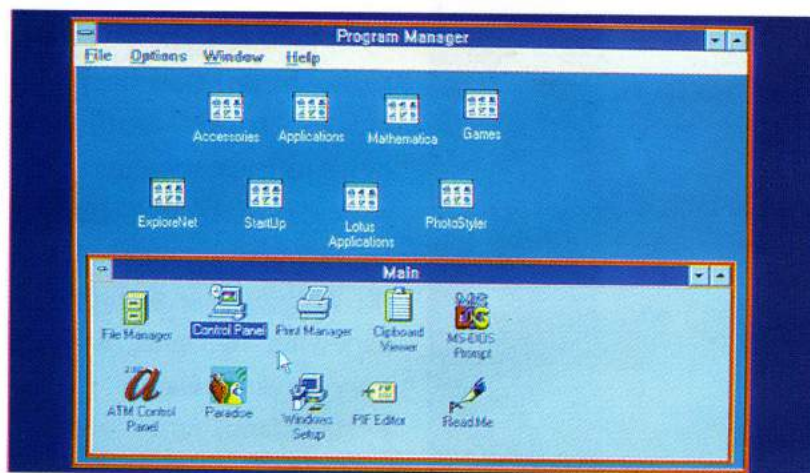 Program Manager
File Options Window Help
Accessories Applications Mathematica Games
ExploreNet StartUp Lotus Applications PhotoStyler
Main
File Manager Control Panel Print Manager Clipboard Viewer MS-DOS Prompt
ATM Control Panel Paradise Windows Setup PIF Editor Read Me